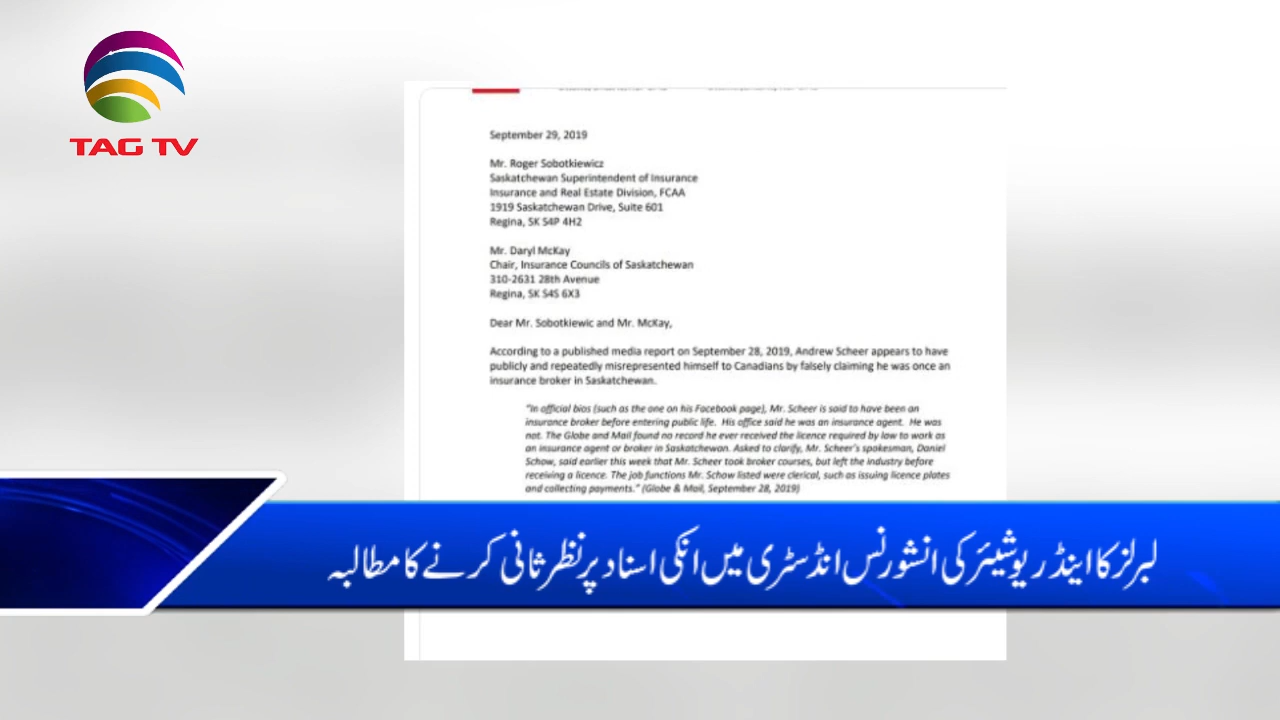 TAG TV
September 29, 2019
Mr. Roger Sobotkiewicz
Saskatchewan Superintendent of Insurance
Insurance and Real Estate Division, FCAA
1919 Saskatchewan Drive, Suite 601
Regina, SK S4P 4H2
Mr. Daryl McKay
Chair, Insurance Councils of Saskatchewan
310-2631 28th Avenue
Regina, SK S4S 6X3
Dear Mr. Sobotkiewic and Mr. McKay,
According to a published media report on September 28, 2019, Andrew Scheer appears to have
publicly and repeatedly misrepresented himself to Canadians by falsely claiming he was once an
insurance broker in Saskatchewan.
"In official bios (such as the one on his Facebook page), Mr. Scheer is said to have been an
insurance broker before entering public life. His office said he was an insurance agent. He was
not. The Globe and Mail found no record he ever received the licence required by law to work as
an insurance agent or broker in Saskatchewan. Asked to clarify, Mr. Scheer's spokesman, Daniel
Schow, said earlier this week that Mr. Scheer took broker courses, but left the industry before
receiving a licence. The job functions Mr. Schow listed were clerical, such as issuing licence plates
and collecting payments." (Globe & Mail, September 28, 2019)
لبرلز کا اینڈریو شیئر کی انشورنس انڈسٹری میں انکی اسناد پر نظر ثانی کرنے کا مطالبہ